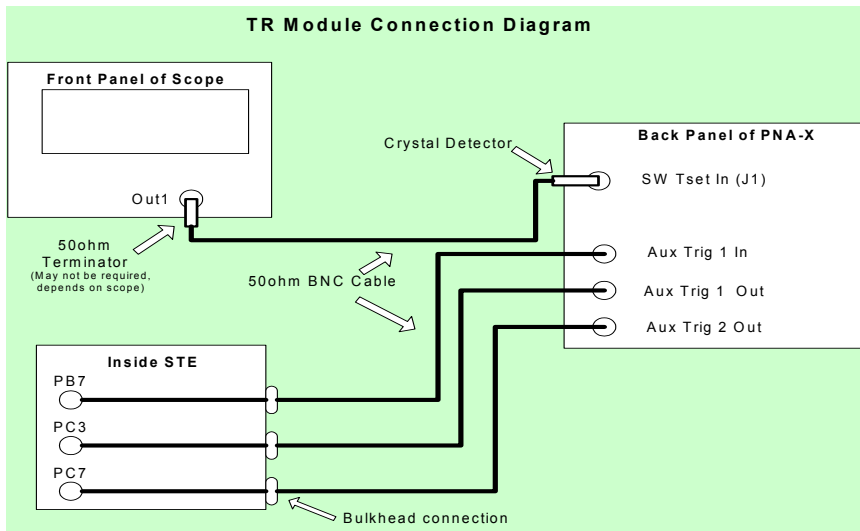 TR Module Connection Diagram
Front Panel of Scope
Out1
50ohm
Terminator
(May not be required,
depends on scope)
Crystal Detector
50ohm BNC Cable
Back Panel of PNA-X
SW Tset In (J1)
Aux Trig 1 In
Aux Trig 1 Out
Aux Trig 2 Out
Inside STE
PB7
PC3
PC7
Bulkhead connection